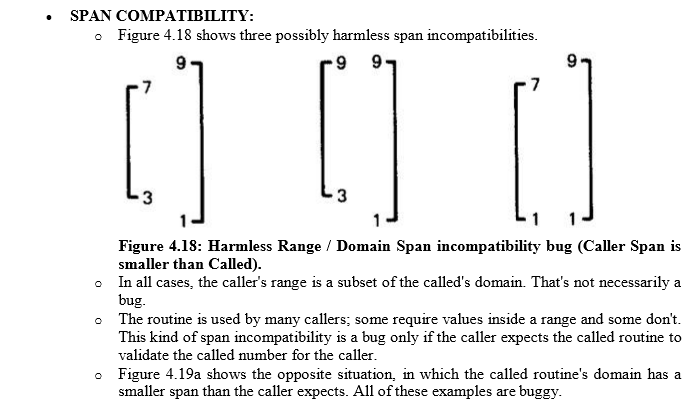 • SPAN COMPATIBILITY:
o Figure 4.18 shows three possibly harmless span incompatibilities.
9 9 9 9
7 7
3 3
1 1 1 1
Figure 4.18: Harmless Range / Domain Span incompatibility bug (Caller Span is
smaller than Called).
o In all cases, the caller's range is a subset of the called's domain. That's not necessarily a
bug.
o The routine is used by many callers; some require values inside a range and some don't.
This kind of span incompatibility is a bug only if the caller expects the called routine to
validate the called number for the caller.
o Figure 4.19a shows the opposite situation, in which the called routine's domain has a
smaller span than the caller expects. All of these examples are buggy.